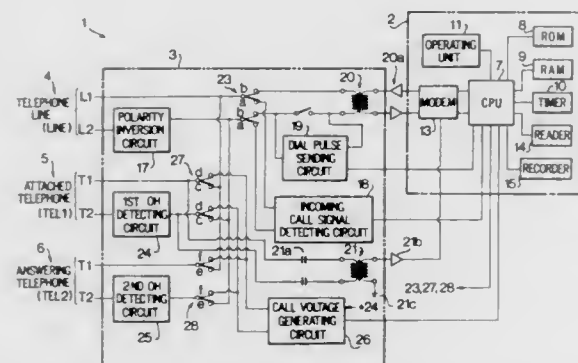 1
2
3
4
TELEPHONE LINE (LINE)
L1
L2
POLARITY INVERSION CIRCUIT
17
5
ATTACHED TELEPHONE (TEL1)
T1
T2
1ST OH DETECTING CIRCUIT
24
6
ANSWERING TELEPHONE (TEL2)
T1
T2
2ND OH DETECTING CIRCUIT
25
23
b
a
b
a
27
d
c
d
c
f
e
f
e
28
20
20a
19
DIAL PULSE SENDING CIRCUIT
18
INCOMING CALL SIGNAL DETECTING CIRCUIT
21a
21
21b
21c
+24
CALL VOLTAGE GENERATING CIRCUIT
26
23, 27, 28
11
OPERATING UNIT
7
CPU
MODEM
13
8
ROM
9
RAM
10
TIMER
READER
14
RECORDER
15